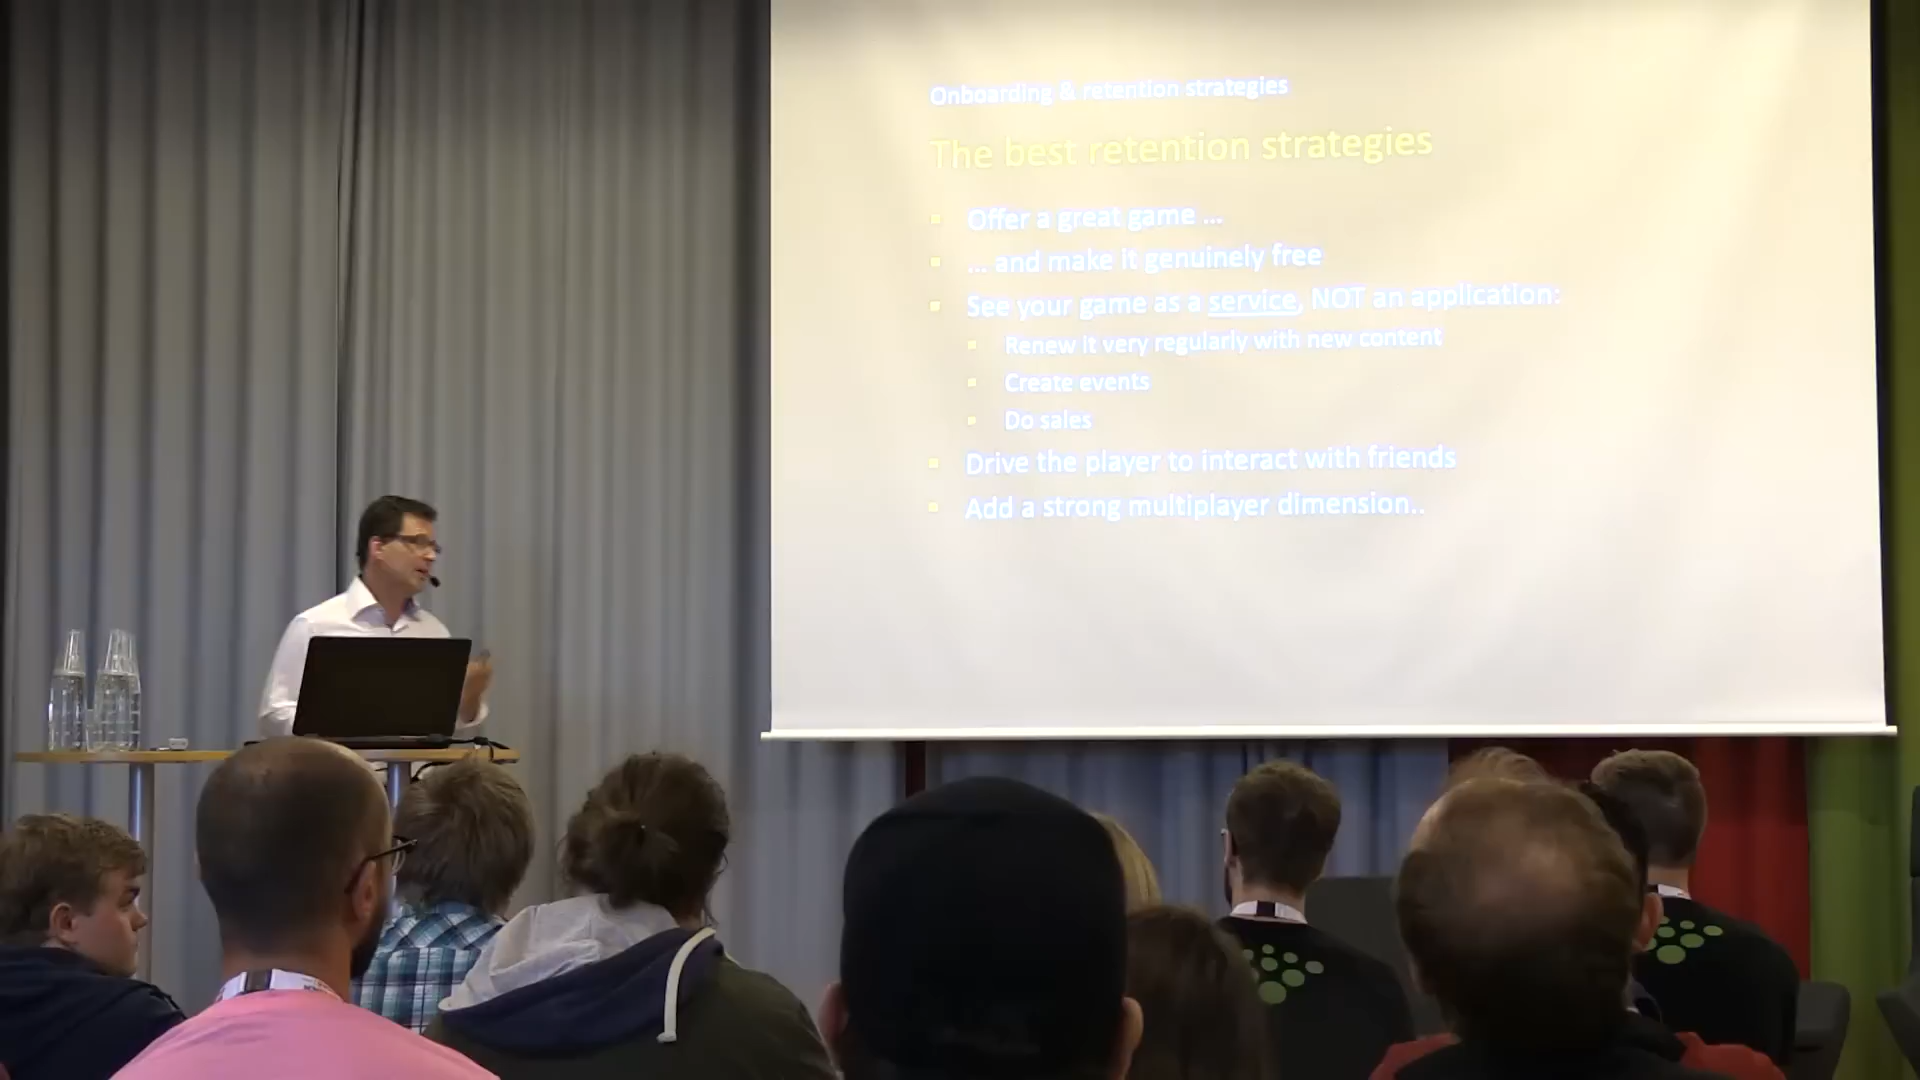 Onboarding & retention strategies
The best retention strategies
Offer a great game ...
... and make it genuinely free
See your game as a service, NOT an application:
Renew it very regularly with new content
Create events
Do sales
Drive the player to interact with friends
Add a strong multiplayer dimension..